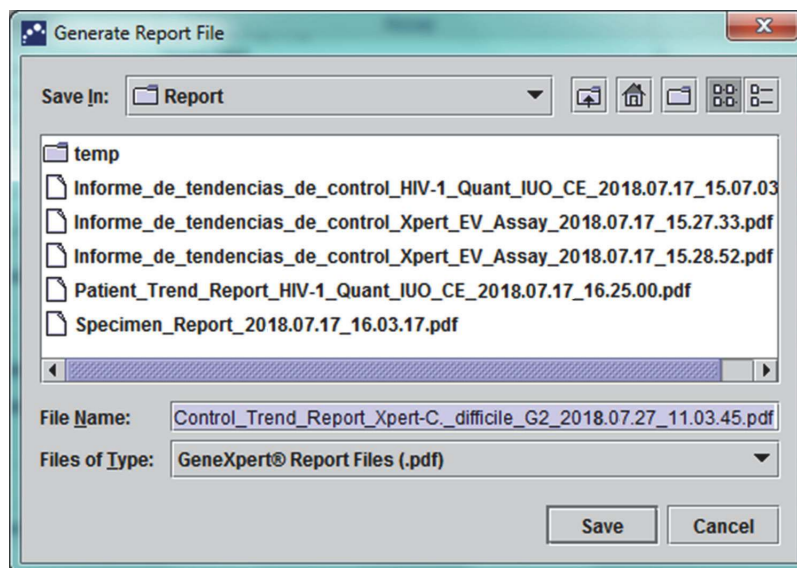 Generate Report File
Save In: Report
temp
Informe_de_tendencias_de_control_HIV-1_Quant_IUO_CE_2018.07.17_15.07.03
Informe_de_tendencias_de_control_Xpert_EV_Assay_2018.07.17_15.27.33.pdf
Informe_de_tendencias_de_control_Xpert_EV_Assay_2018.07.17_15.28.52.pdf
Patient_Trend_Report_HIV-1_Quant_IUO_CE_2018.07.17_16.25.00.pdf
Specimen_Report_2018.07.17_16.03.17.pdf
File Name: Control_Trend_Report_Xpert-C._difficile_G2_2018.07.27_11.03.45.pdf
Files of Type: GeneXpert® Report Files (.pdf)
Save Cancel